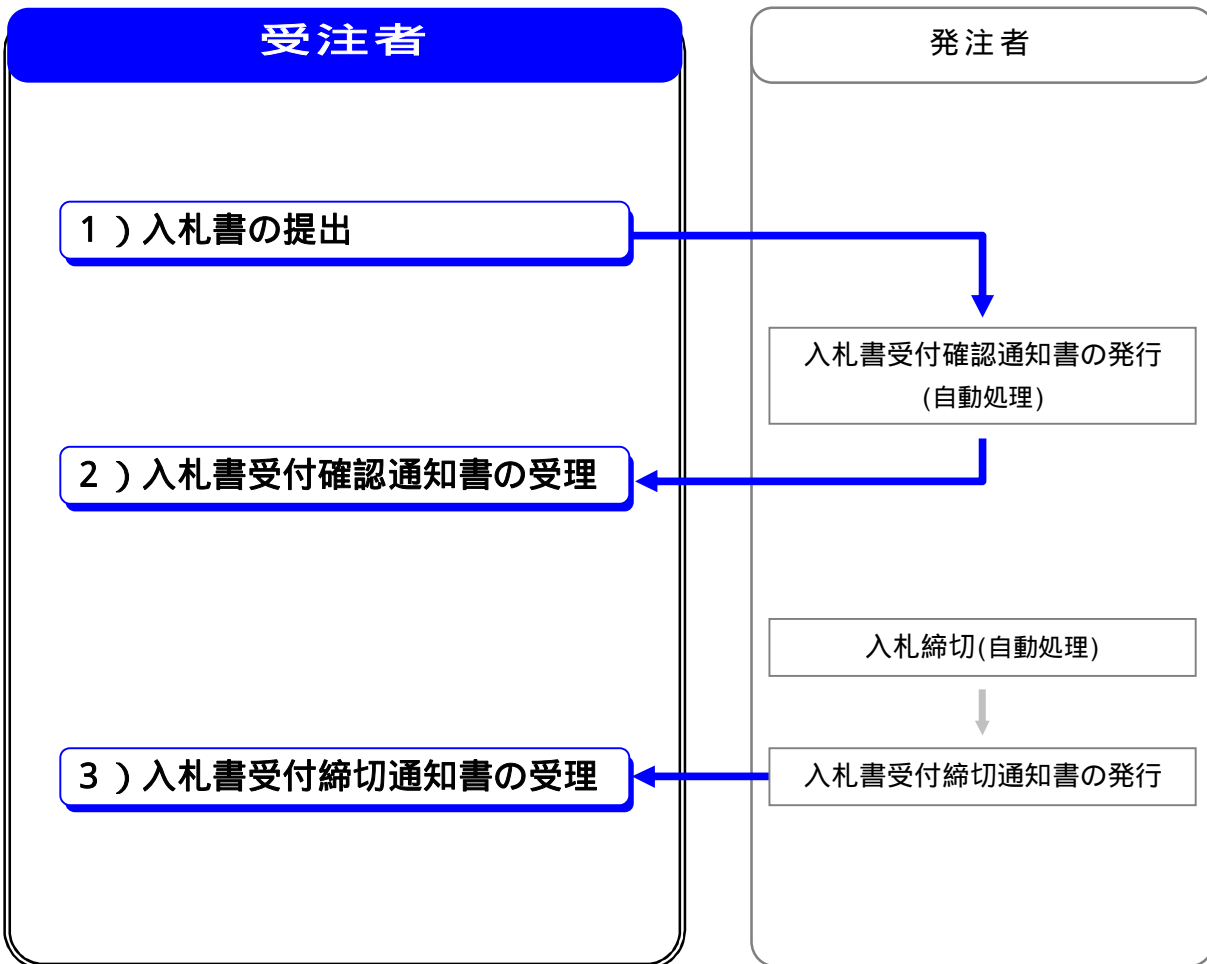 受注者
発注者
1）入札書の提出
入札書受付確認通知書の発行
(自動処理)
2）入札書受付確認通知書の受理
入札締切(自動処理)
3）入札書受付締切通知書の受理
入札書受付締切通知書の発行